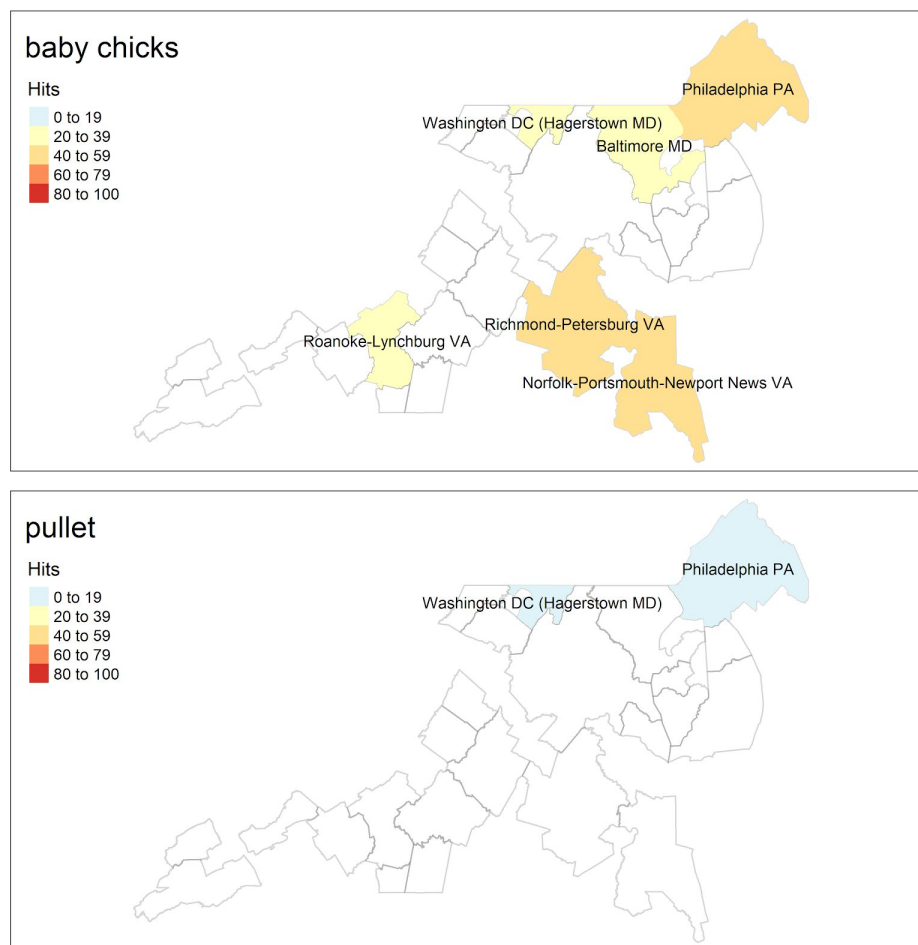 baby chicks
Hits
0 to 19
20 to 39
40 to 59
60 to 79
80 to 100
Philadelphia PA
Washington DC (Hagerstown MD)
Baltimore MD
Richmond-Petersburg VA
Roanoke-Lynchburg VA
Norfolk-Portsmouth-Newport News VA
pullet
Hits
0 to 19
20 to 39
40 to 59
60 to 79
80 to 100
Philadelphia PA
Washington DC (Hagerstown MD)